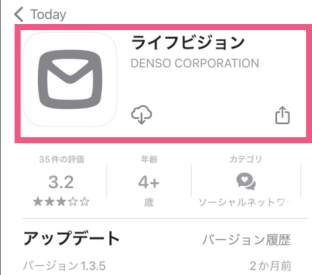 Today
ライフビジョン
DENSO CORPORATION
35件の評価
年齢
カテゴリ
3.2
4+
★★★☆☆
歳
ソーシャルネットワー
アップデート
バージョン履歴
バージョン1.3.5
2か月前